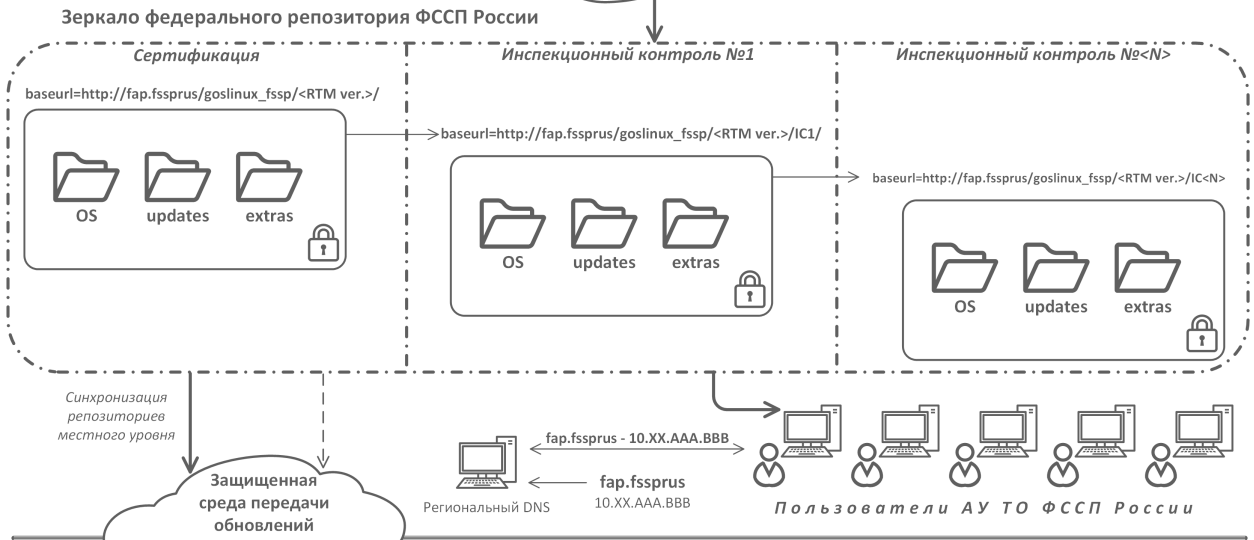 Зеркало федерального репозитория ФССП России
Сертификация
Инспекционный контроль №1
Инспекционный контроль №<N>
baseurl=http://fap.fssprus/goslinux_fssp/<RTM ver.>/
OS
updates
extras
baseurl=http://fap.fssprus/goslinux_fssp/<RTM ver.>/IC1/
OS
updates
extras
baseurl=http://fap.fssprus/goslinux_fssp/<RTM ver.>/IC<N>
OS
updates
extras
Синхронизация
репозиториев
местного уровня
Защищенная
среда передачи
обновлений
fap.fssprus - 10.XX.AAA.BBB
fap.fssprus
10.XX.AAA.BBB
Региональный DNS
Пользователи АУ ТО ФССП России